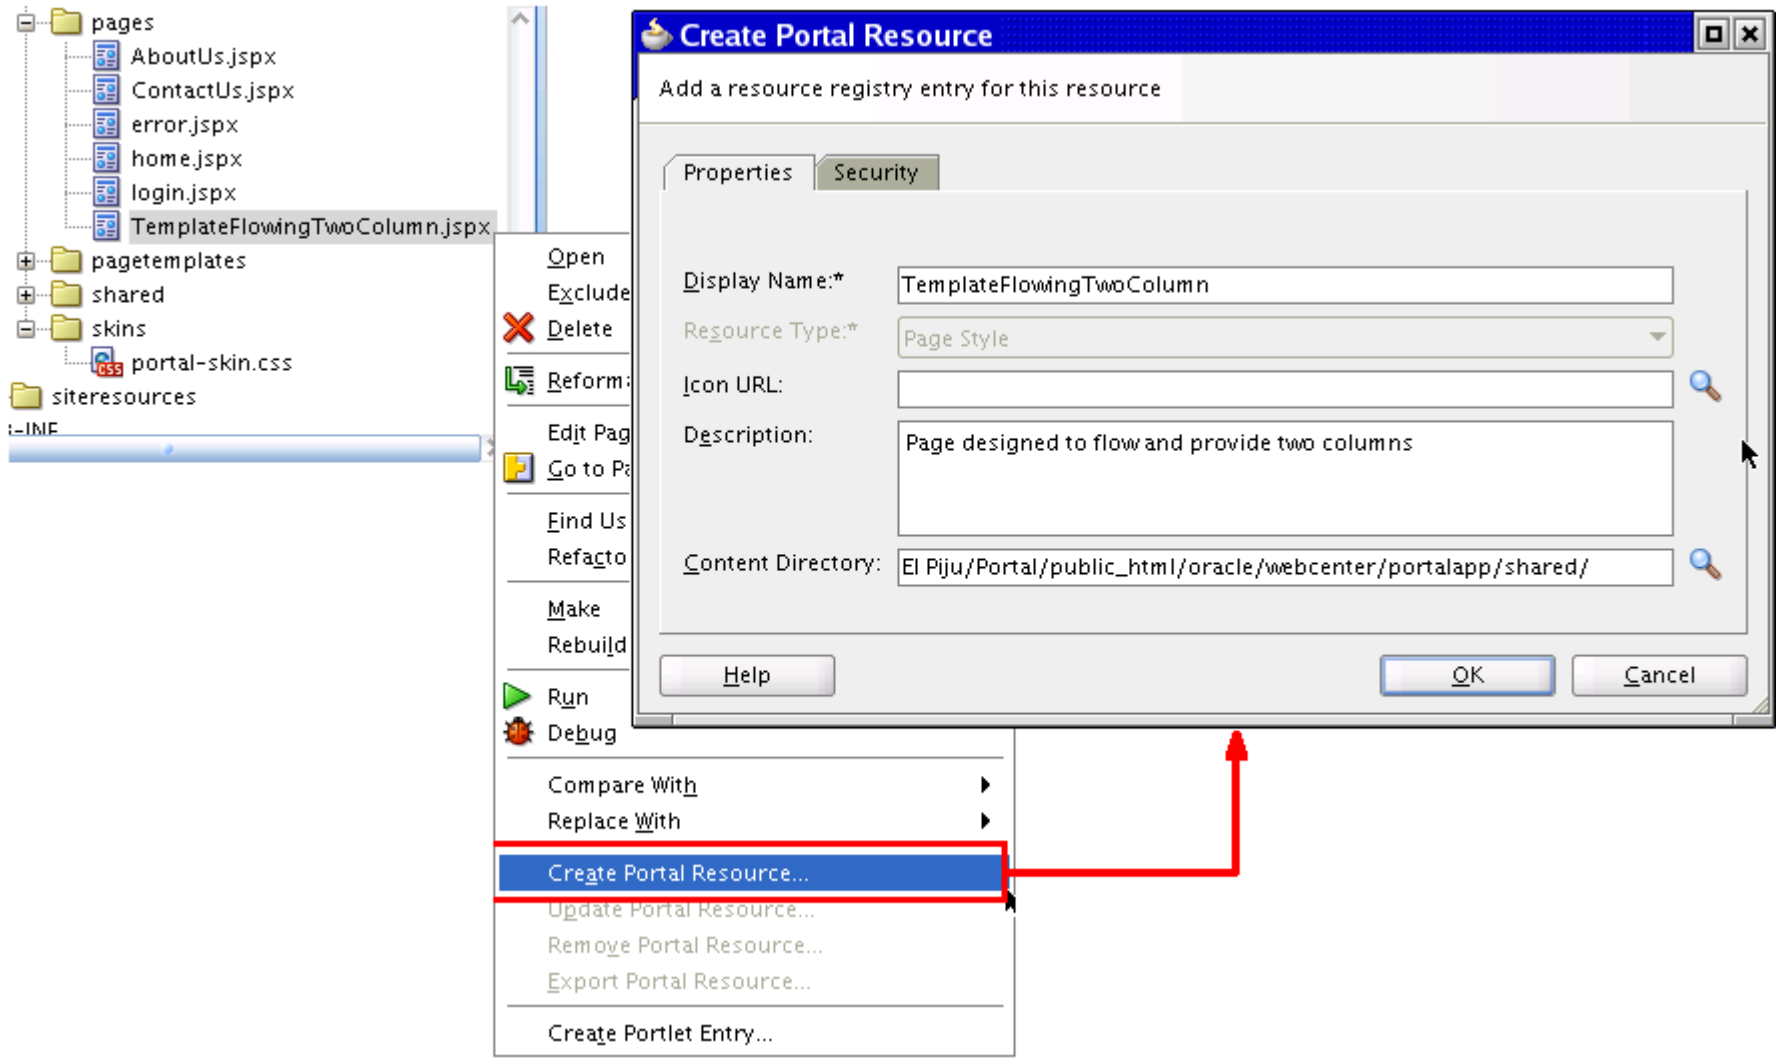 pages
AboutUs.jspx
ContactUs.jspx
error.jspx
home.jspx
login.jspx
TemplateFlowingTwoColumn.jspx
pagetemplates
shared
skins
portal-skin.css
siteresources
Open
Exclude
Delete
Reform
Edit Pag
Go to Pa
Find Us
Refacto
Make
Rebuild
Run
Debug
Compare With
Replace With
Create Portal Resource...
Update Portal Resource...
Remove Portal Resource...
Export Portal Resource...
Create Portlet Entry...
Create Portal Resource
Add a resource registry entry for this resource
Properties Security
Display Name:* TemplateFlowingTwoColumn
Resource Type:* Page Style
Icon URL:
Description: Page designed to flow and provide two columns
Content Directory: El Piju/Portal/public_html/oracle/webcenter/portalapp/shared/
Help OK Cancel